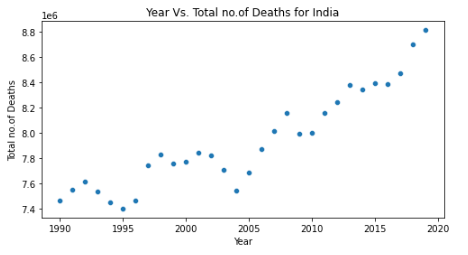 Year Vs. Total no.of Deaths for India
1e6
8.8
8.6
8.4
8.2
8.0
7.8
7.6
7.4
Total no.of Deaths
1990 1995 2000 2005 2010 2015 2020
Year